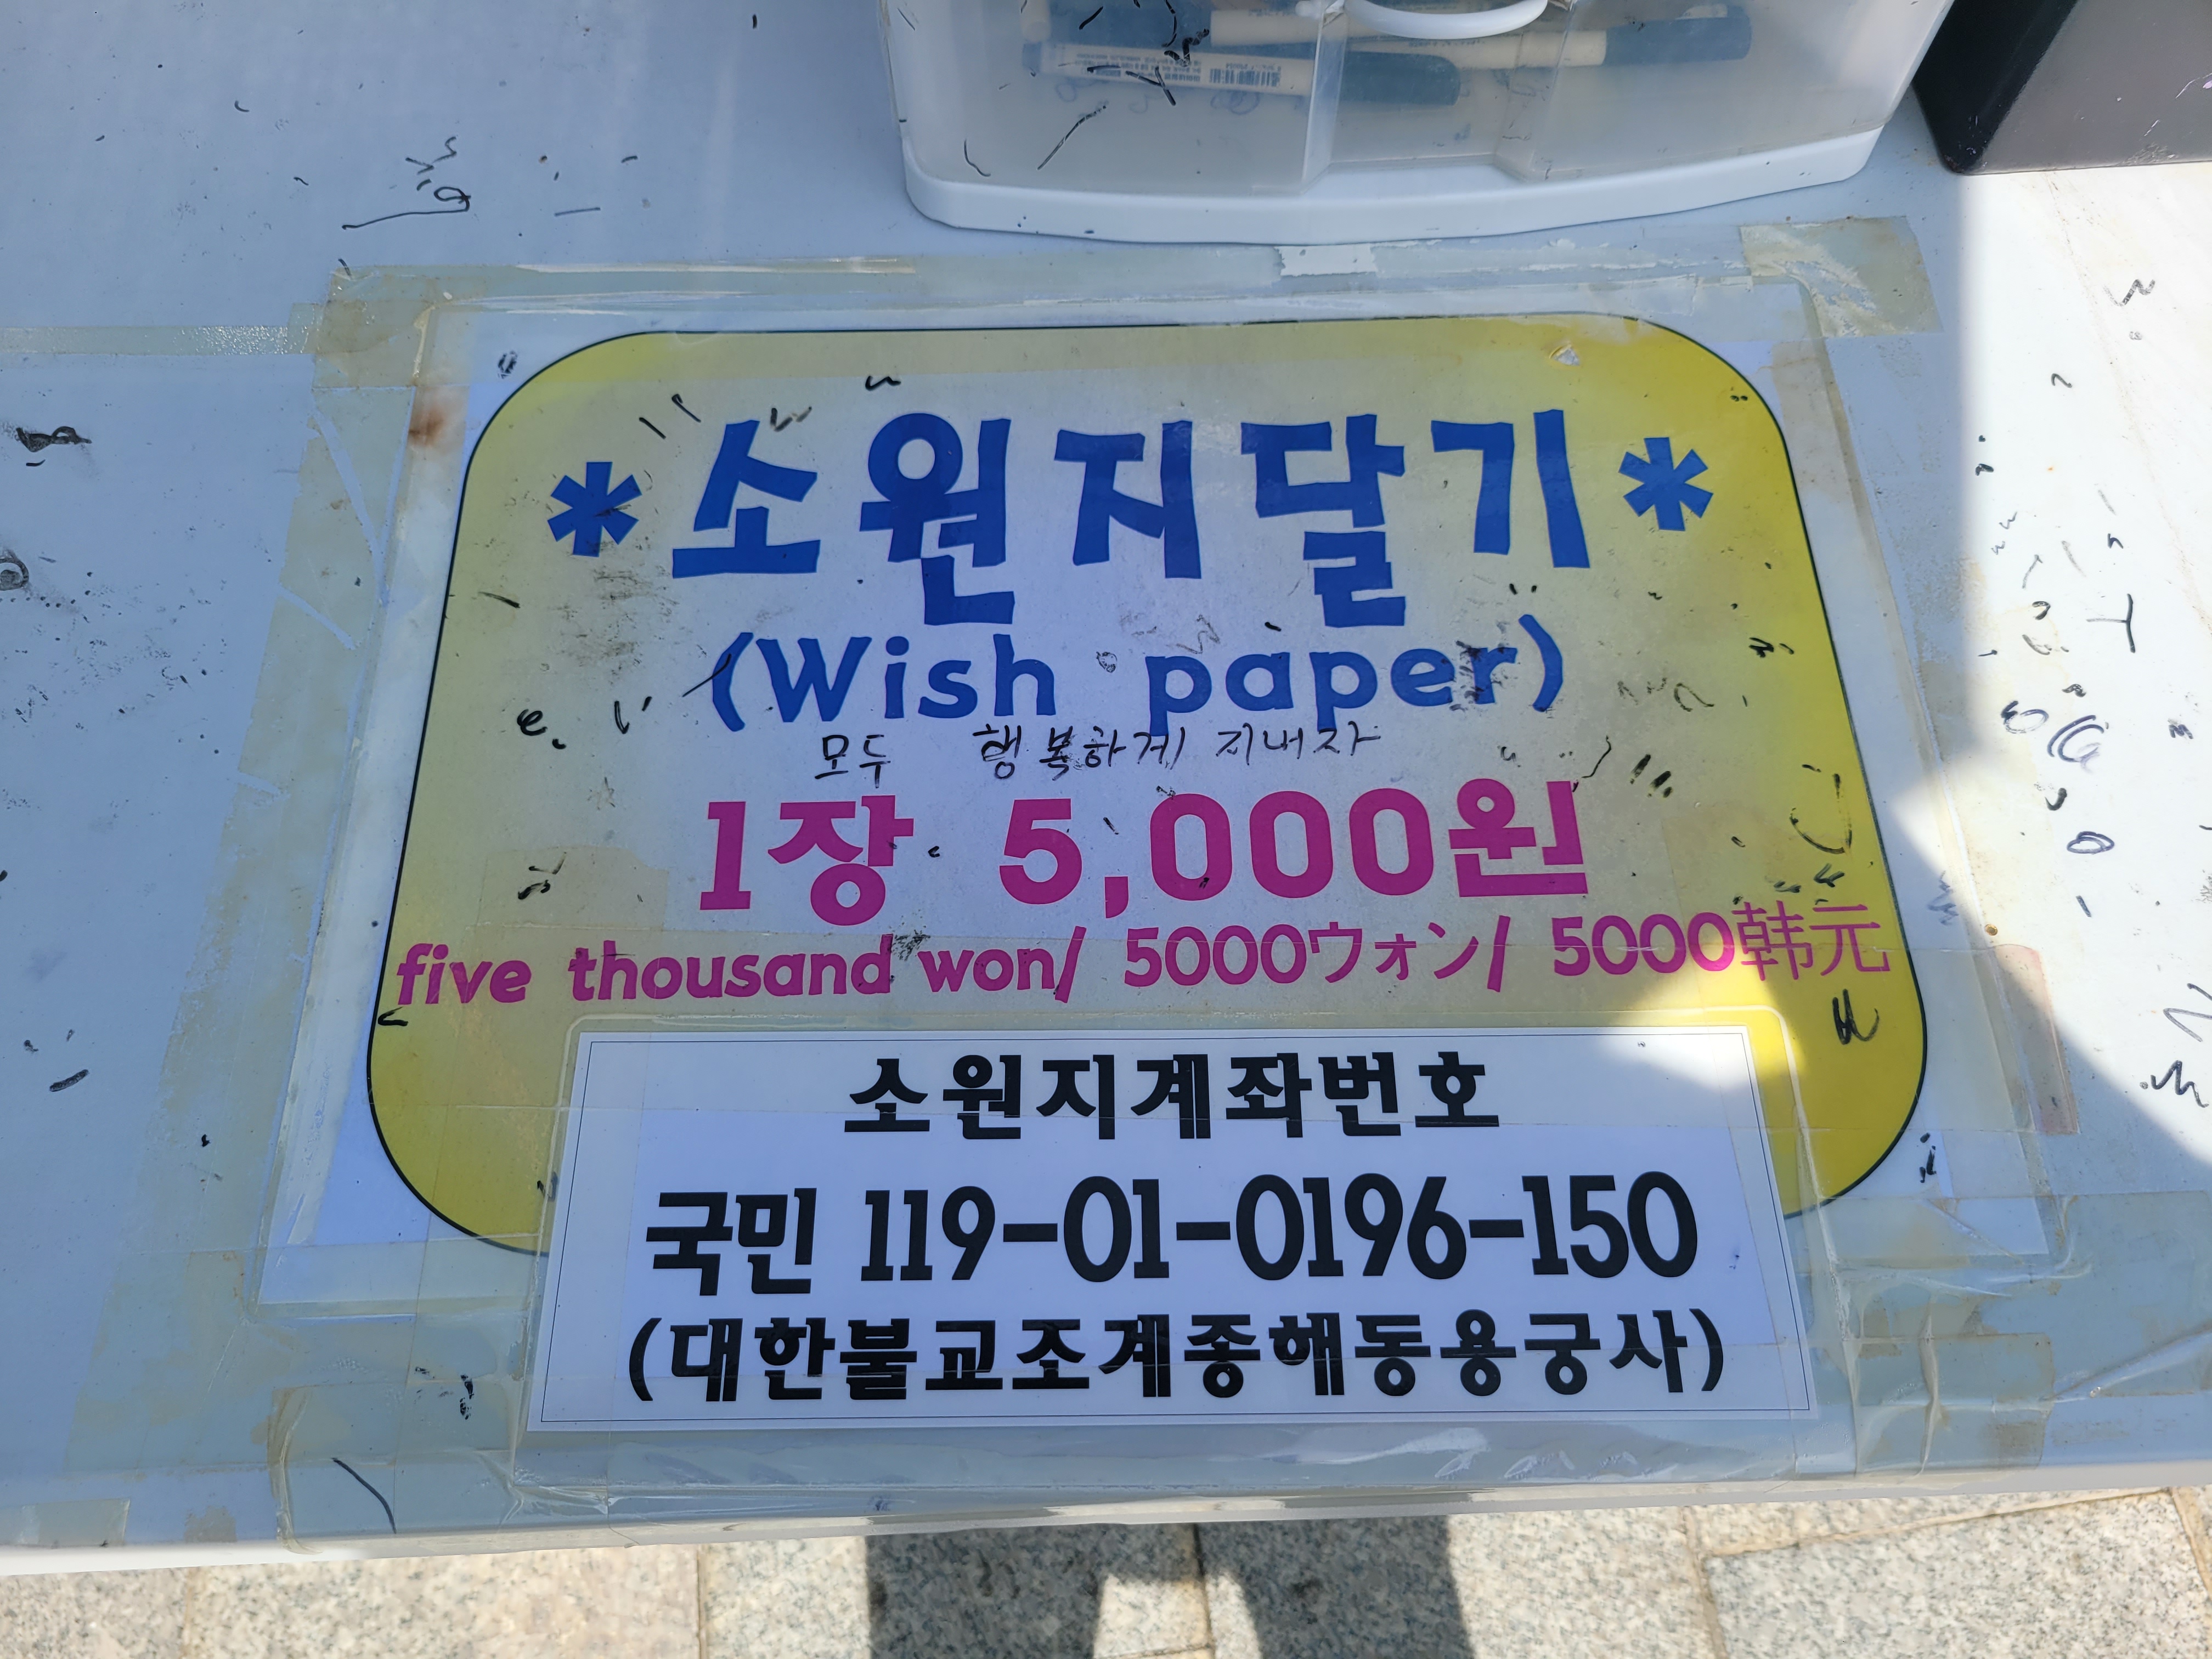 *소원지달기*
(Wish paper)
모두 행복하게 지내자
1장 5,000원
five thousand won/ 5000ウォン/ 5000韩元
소원지계좌번호
국민 119-01-0196-150
(대한불교조계종해동용궁사)